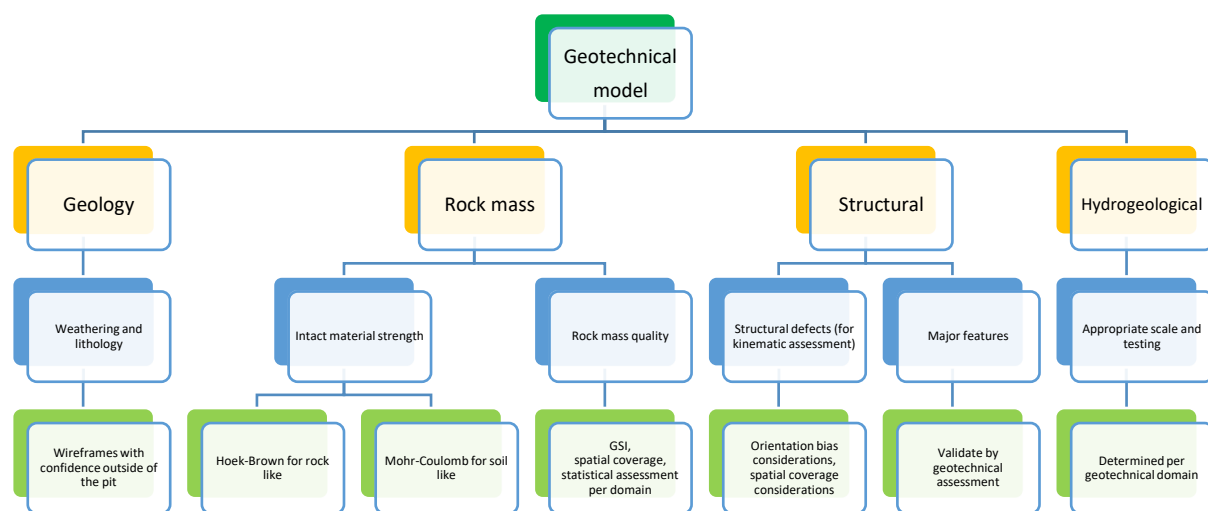 Geotechnical
model
Geology
Rock mass
Structural
Hydrogeological
Weathering and
lithology
Intact material strength
Rock mass quality
Structural defects (for
kinematic assessment)
Major features
Appropriate scale and
testing
Wireframes with
confidence outside of
the pit
Hoek-Brown for rock
like
Mohr-Coulomb for soil
like
GSI,
spatial coverage,
statistical assessment
per domain
Orientation bias
considerations,
spatial coverage
considerations
Validate by
geotechnical
assessment
Determined per
geotechnical domain